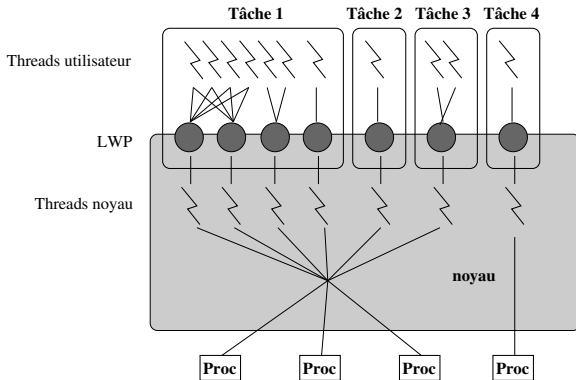 Tâche 1 Tâche 2 Tâche 3 Tâche 4
Threads utilisateur
LWP
Threads noyau
noyau
Proc Proc Proc Proc